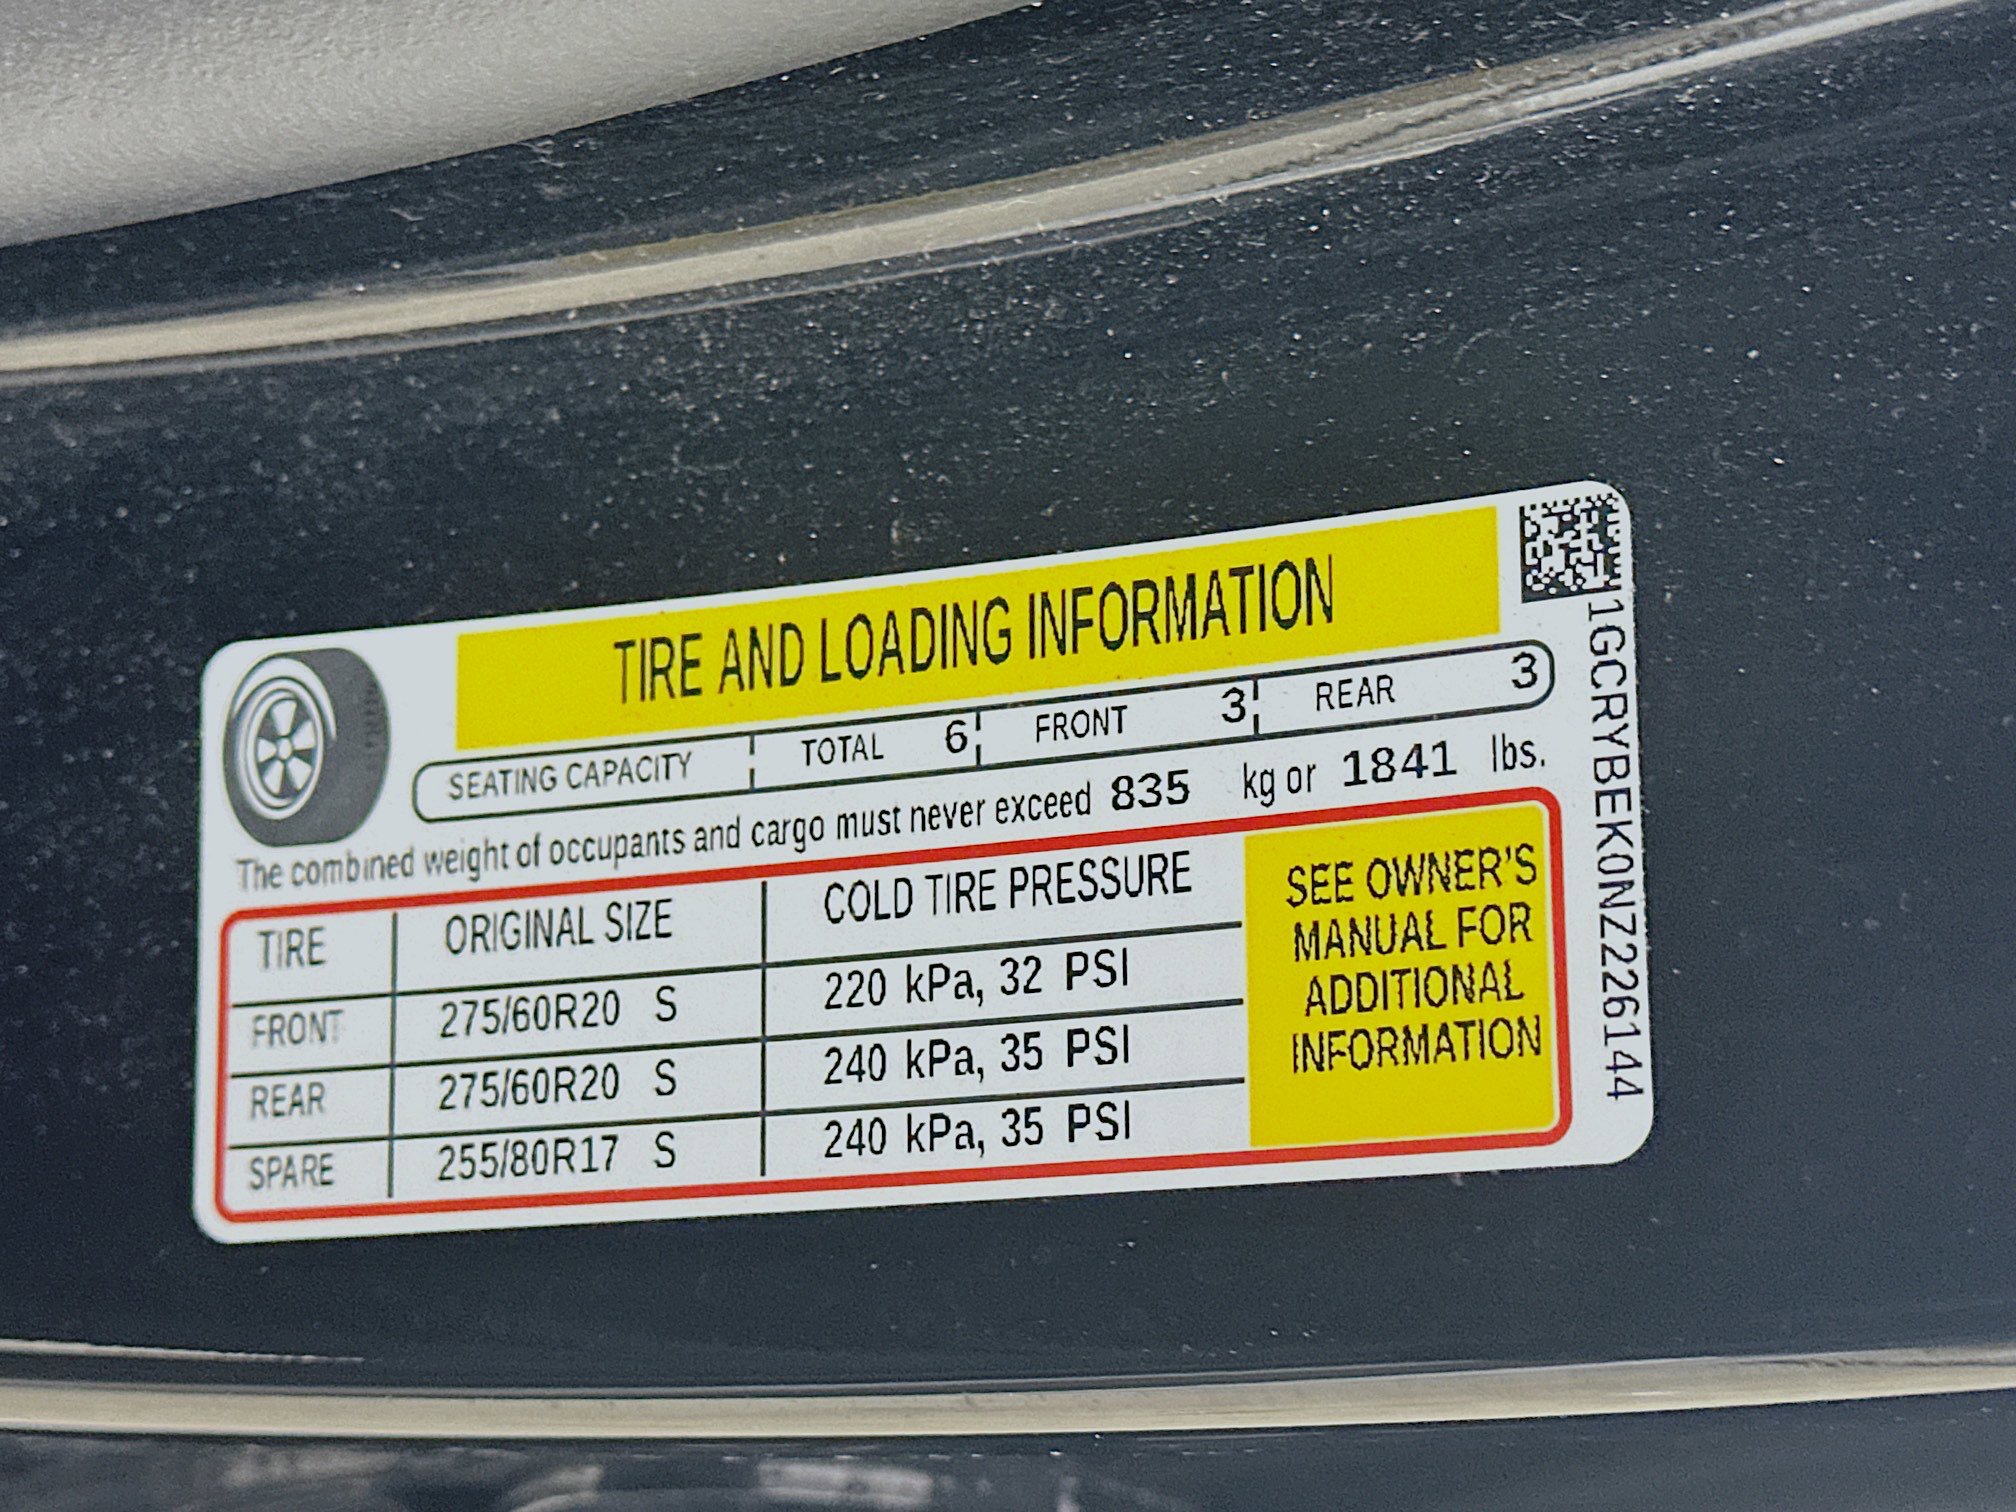 TIRE AND LOADING INFORMATION
SEATING CAPACITY TOTAL 6 FRONT 3 REAR 3
The combined weight of occupants and cargo must never exceed 835 kg or 1841 lbs.
TIRE ORIGINAL SIZE COLD TIRE PRESSURE
FRONT 275/60R20 S 220 kPa, 32 PSI
REAR 275/60R20 S 240 kPa, 35 PSI
SPARE 255/80R17 S 240 kPa, 35 PSI
SEE OWNER'S
MANUAL FOR
ADDITIONAL
INFORMATION
1GCRYBEK0NZ226144